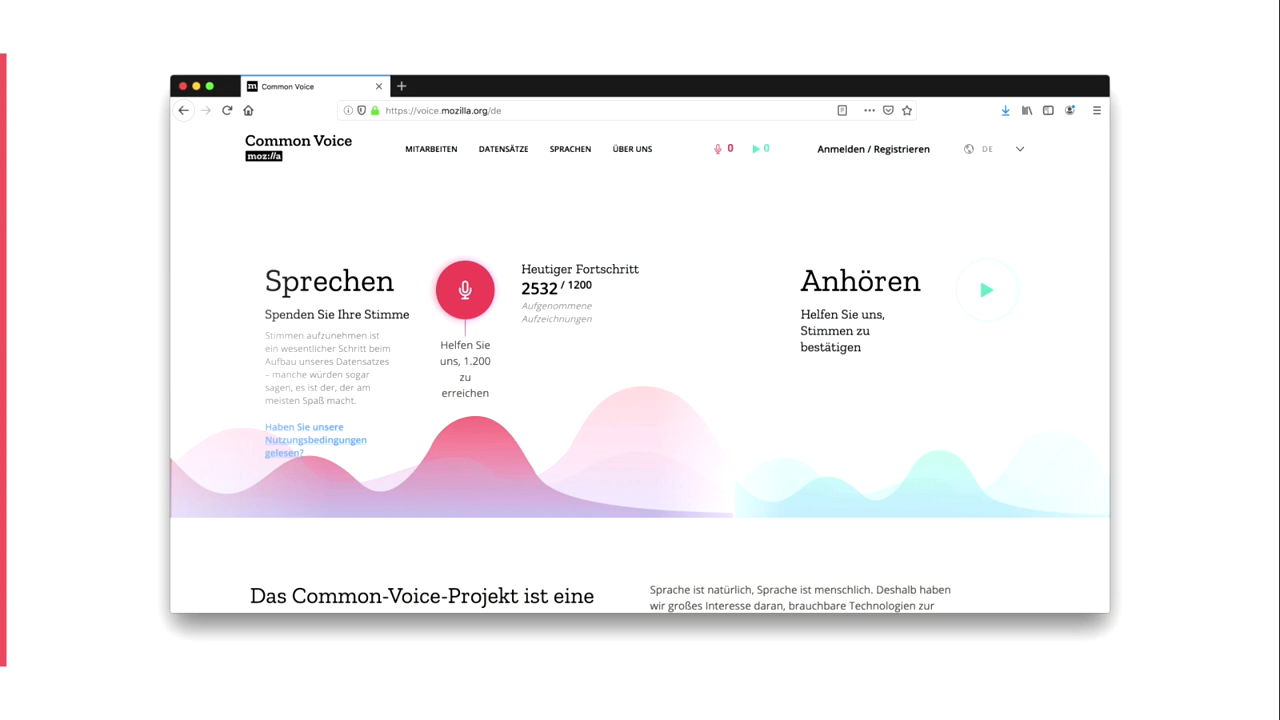 Common Voice
https://voice.mozilla.org/de
Common Voice
moz://a
MITARBEITEN
DATENSÄTZE
SPRACHEN
ÜBER UNS
0
0
Anmelden / Registrieren
DE
Sprechen
Spenden Sie Ihre Stimme
Stimmen aufzunehmen ist
ein wesentlicher Schritt beim
Aufbau unseres Datensatzes
– manche würden sogar
sagen, es ist der, der am
meisten Spaß macht.
Haben Sie unsere
Nutzungsbedingungen
gelesen?
Helfen Sie
uns, 1.200
zu
erreichen
Heutiger Fortschritt
2532 / 1200
Aufgenommene
Aufzeichnungen
Anhören
Helfen Sie uns,
Stimmen zu
bestätigen
Das Common-Voice-Projekt ist eine
Sprache ist natürlich, Sprache ist menschlich. Deshalb haben
wir großes Interesse daran, brauchbare Technologien zur